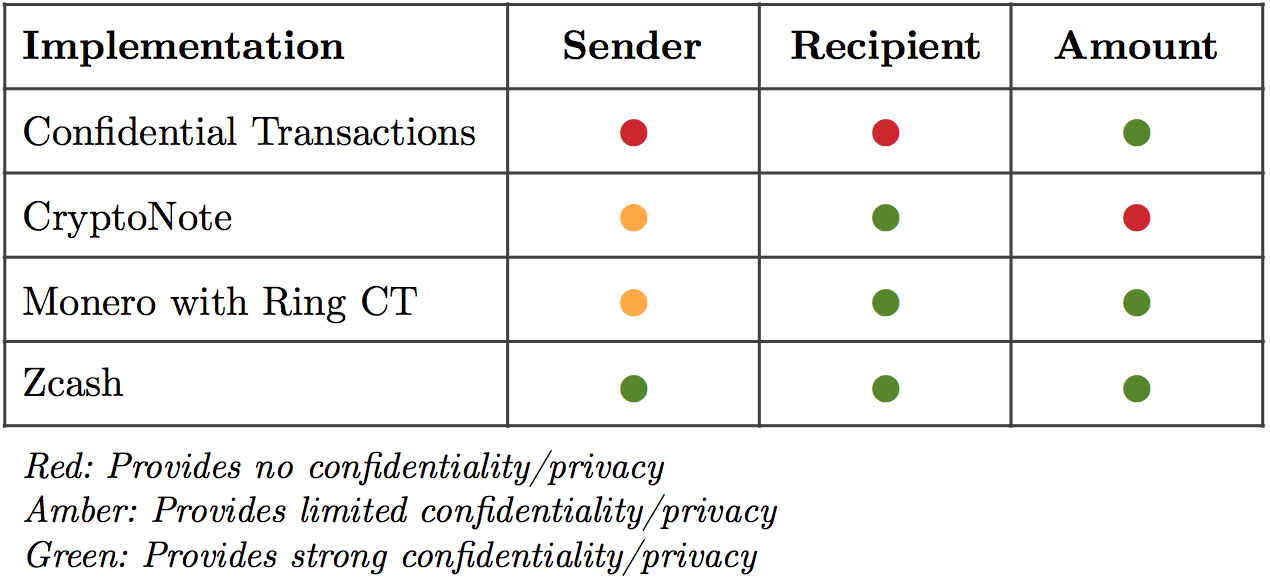 Implementation Sender Recipient Amount
Confidential Transactions
CryptoNote
Monero with Ring CT
Zcash
Red: Provides no confidentiality/privacy
Amber: Provides limited confidentiality/privacy
Green: Provides strong confidentiality/privacy